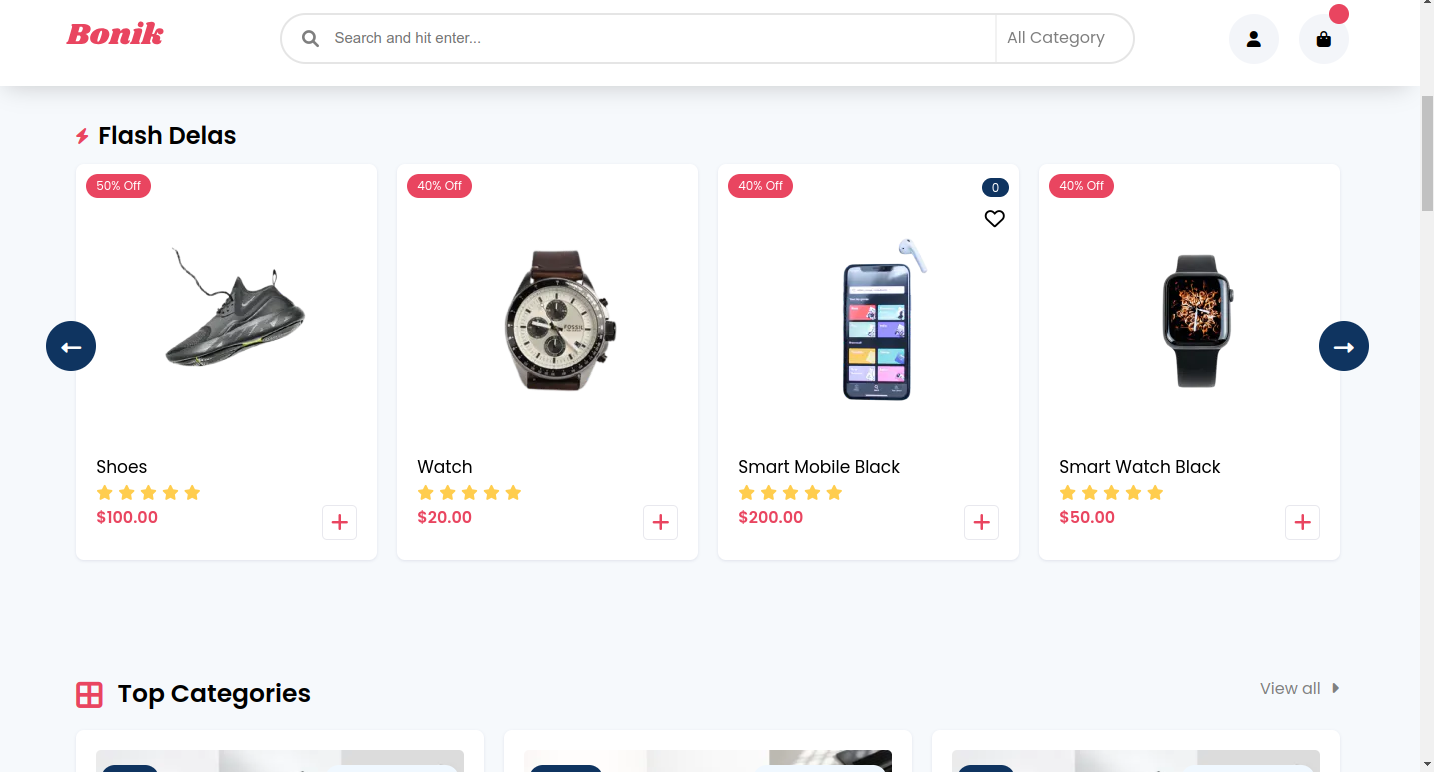 Bonik
Search and hit enter...
All Category
Flash Delas
50% Off
40% Off
40% Off
0
40% Off
FOSSIL
Shoes
Watch
Smart Mobile Black
Smart Watch Black
$100.00
$20.00
$200.00
$50.00
Top Categories
View all